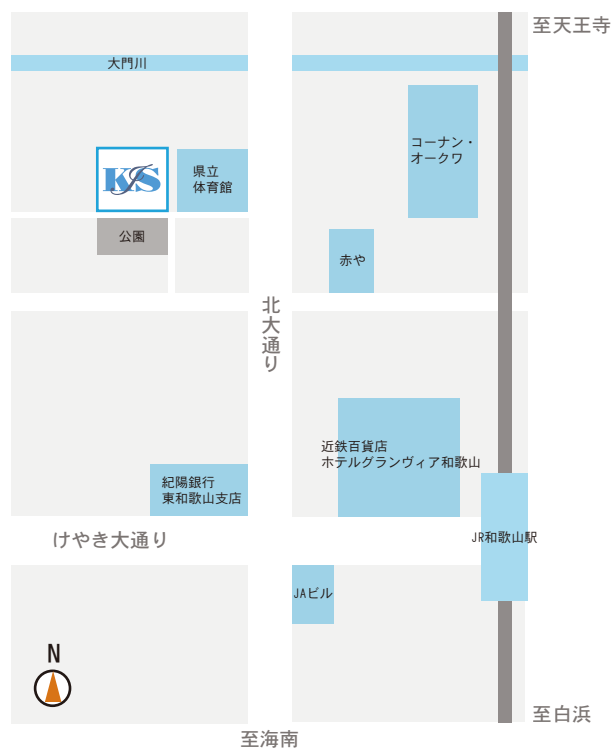 至天王寺
大門川
コーナン・
オークワ
KJS
県立
体育館
公園
赤や
北大通り
近鉄百貨店
ホテルグランヴィア和歌山
紀陽銀行
東和歌山支店
けやき大通り
JR和歌山駅
JAビル
N
至白浜
至海南